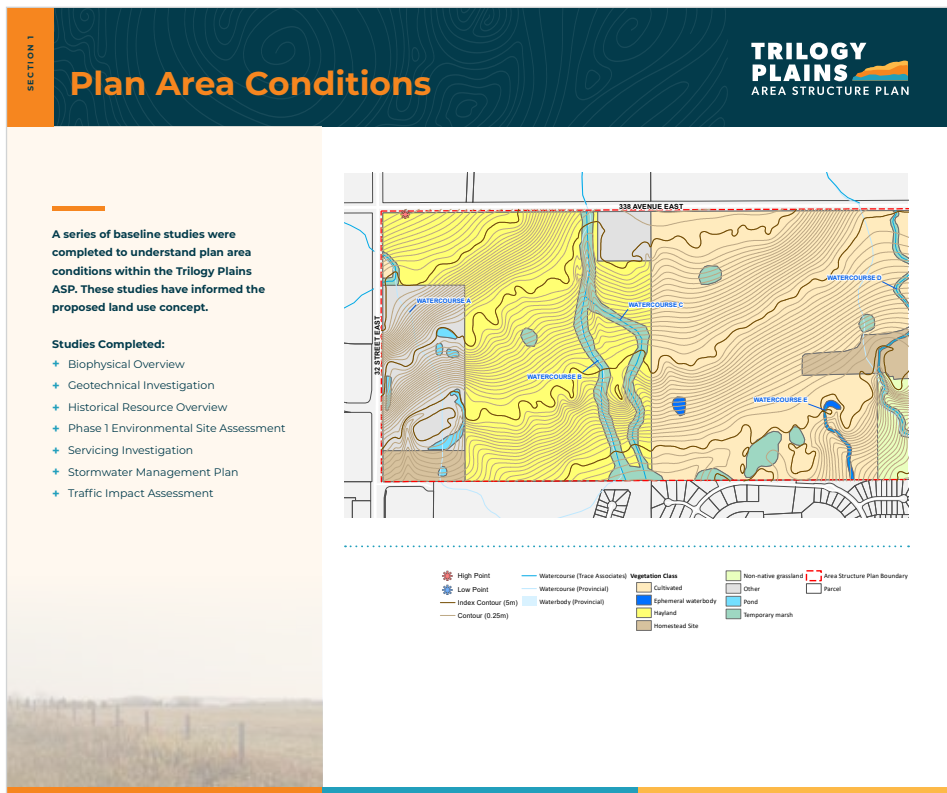 SECTION 1
Plan Area Conditions
TRILOGY
PLAINS
AREA STRUCTURE PLAN
A series of baseline studies were
completed to understand plan area
conditions within the Trilogy Plains
ASP. These studies have informed the
proposed land use concept.
Studies Completed:
+ Biophysical Overview
+ Geotechnical Investigation
+ Historical Resource Overview
+ Phase 1 Environmental Site Assessment
+ Servicing Investigation
+ Stormwater Management Plan
+ Traffic Impact Assessment
338 AVENUE EAST
32 STREET EAST
WATERCOURSE A
WATERCOURSE B
WATERCOURSE C
WATERCOURSE D
WATERCOURSE E
High Point
Low Point
Index Contour (5m)
Contour (0.25m)
Watercourse (Trace Associates)
Watercourse (Provincial)
Waterbody (Provincial)
Vegetation Class
Cultivated
Ephemeral waterbody
Hayland
Homestead Site
Non-native grassland
Other
Pond
Temporary marsh
Area Structure Plan Boundary
Parcel